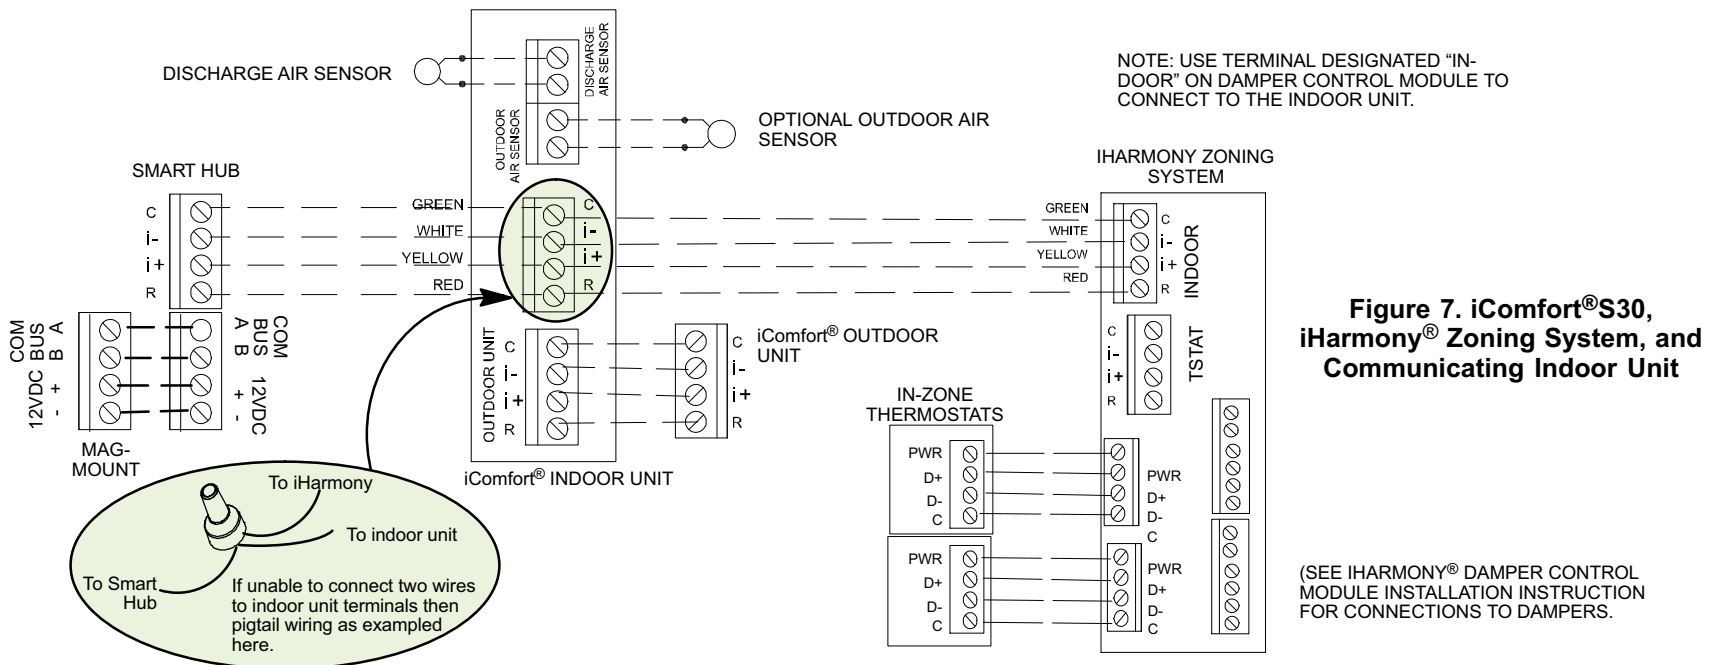 DISCHARGE AIR SENSOR
DISCHARGE
AIR SENSOR
OUTDOOR
AIR SENSOR
OPTIONAL OUTDOOR AIR
SENSOR
NOTE: USE TERMINAL DESIGNATED “IN-
DOOR” ON DAMPER CONTROL MODULE TO
CONNECT TO THE INDOOR UNIT.
SMART HUB
C
i-
i+
R
GREEN
WHITE
YELLOW
RED
C
i-
i+
R
IHARMONY ZONING
SYSTEM
GREEN
WHITE
YELLOW
RED
C
i-
i+
R
INDOOR
C
i-
i+
R
TSTAT
COM
BUS
A
B
12VDC
+
-
MAG-
MOUNT
COM
BUS
A B
12VDC
+ -
OUTDOOR UNIT
C
i-
i+
R
iComfort® OUTDOOR
UNIT
C
i-
i+
R
iComfort® INDOOR UNIT
To iHarmony
To indoor unit
To Smart
Hub
If unable to connect two wires
to indoor unit terminals then
pigtail wiring as exampled
here.
IN-ZONE
THERMOSTATS
PWR
D+
D-
C
PWR
D+
D-
C
PWR
D+
D-
C
PWR
D+
D-
C
Figure 7. iComfort®S30,
iHarmony® Zoning System, and
Communicating Indoor Unit
(SEE IHARMONY® DAMPER CONTROL
MODULE INSTALLATION INSTRUCTION
FOR CONNECTIONS TO DAMPERS.